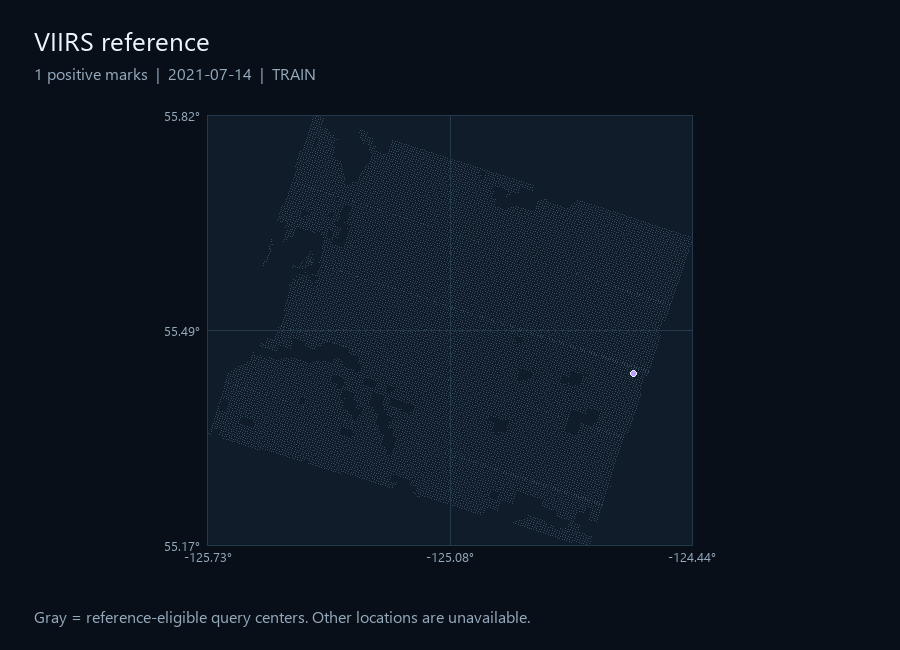 VIIRS reference
1 positive marks | 2021-07-14 | TRAIN
55.82°
55.49°
55.17°
-125.73°
-125.08°
-124.44°
Gray = reference-eligible query centers. Other locations are unavailable.